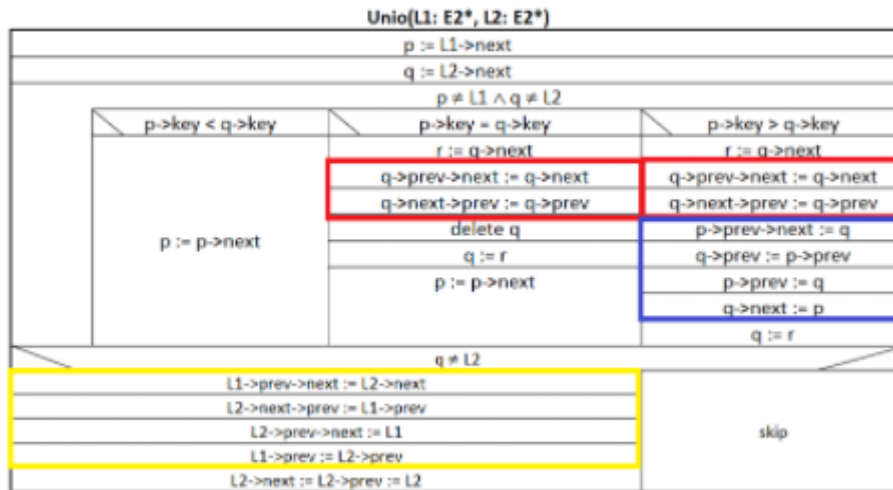 Unio(L1: E2*, L2: E2*)
p := L1->next
q := L2->next
p ≠ L1 ∧ q ≠ L2
p->key < q->key
p->key = q->key
p->key > q->key
p := p->next
r := q->next
q->prev->next := q->next
q->next->prev := q->prev
delete q
q := r
p := p->next
r := q->next
q->prev->next := q->next
q->next->prev := q->prev
p->prev->next := q
q->prev := p->prev
p->prev := q
q->next := p
q := r
q ≠ L2
L1->prev->next := L2->next
L2->next->prev := L1->prev
L2->prev->next := L1
L1->prev := L2->prev
L2->next := L2->prev := L2
skip